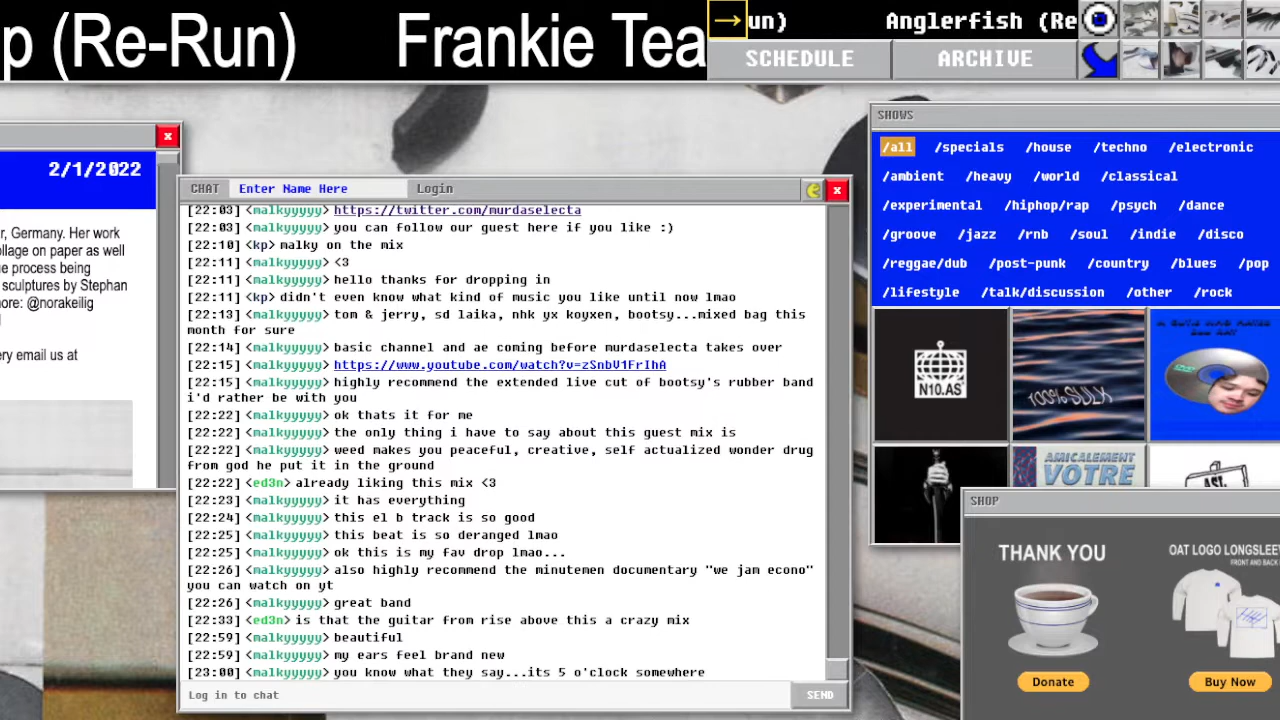 p (Re-Run)
Frankie Tea
→
un)
Anglerfish (Re
SCHEDULE
ARCHIVE
x
2/1/2022
r, Germany. Her work
ollage on paper as well
e process being
sculptures by Stephan
ore: @norakeilig
ery email us at
CHAT
Enter Name Here
Login
x
[22:03] <malkyyyyy> https://twitter.com/murdaselecta
[22:03] <malkyyyyy> you can follow our guest here if you like :)
[22:10] <kp> malky on the mix
[22:11] <malkyyyyy> <3
[22:11] <malkyyyyy> hello thanks for dropping in
[22:11] <kp> didn't even know what kind of music you like until now lmao
[22:13] <malkyyyyy> tom & jerry, sd laika, nhk yx koyxen, bootsy...mixed bag this
month for sure
[22:14] <malkyyyyy> basic channel and ae coming before murdaselecta takes over
[22:15] <malkyyyyy> https://www.youtube.com/watch?v=zSnbV1FrIhA
[22:15] <malkyyyyy> highly recommend the extended live cut of bootsy's rubber band
i'd rather be with you
[22:22] <malkyyyyy> ok thats it for me
[22:22] <malkyyyyy> the only thing i have to say about this guest mix is
[22:22] <malkyyyyy> weed makes you peaceful, creative, self actualized wonder drug
from god he put it in the ground
[22:22] <ed3n> already liking this mix <3
[22:23] <malkyyyyy> it has everything
[22:24] <malkyyyyy> this el b track is so good
[22:25] <malkyyyyy> this beat is so deranged lmao
[22:25] <malkyyyyy> ok this is my fav drop lmao...
[22:26] <malkyyyyy> also highly recommend the minutemen documentary "we jam econo"
you can watch on yt
[22:26] <malkyyyyy> great band
[22:33] <ed3n> is that the guitar from rise above this a crazy mix
[22:59] <malkyyyyy> beautiful
[22:59] <malkyyyyy> my ears feel brand new
[23:00] <malkyyyyy> you know what they say...its 5 o'clock somewhere
Log in to chat
SEND
SHOWS
/all /specials /house /techno /electronic
/ambient /heavy /world /classical
/experimental /hiphop/rap /psych /dance
/groove /jazz /rnb /soul /indie /disco
/reggae/dub /post-punk /country /blues /pop
/lifestyle /talk/discussion /other /rock
N10.AS
100% SILK
DVD
AMICALEMENT
VOTRE
SHOP
THANK YOU
Donate
OAT LOGO LONGSLEEV
FRONT AND BACK
Buy Now